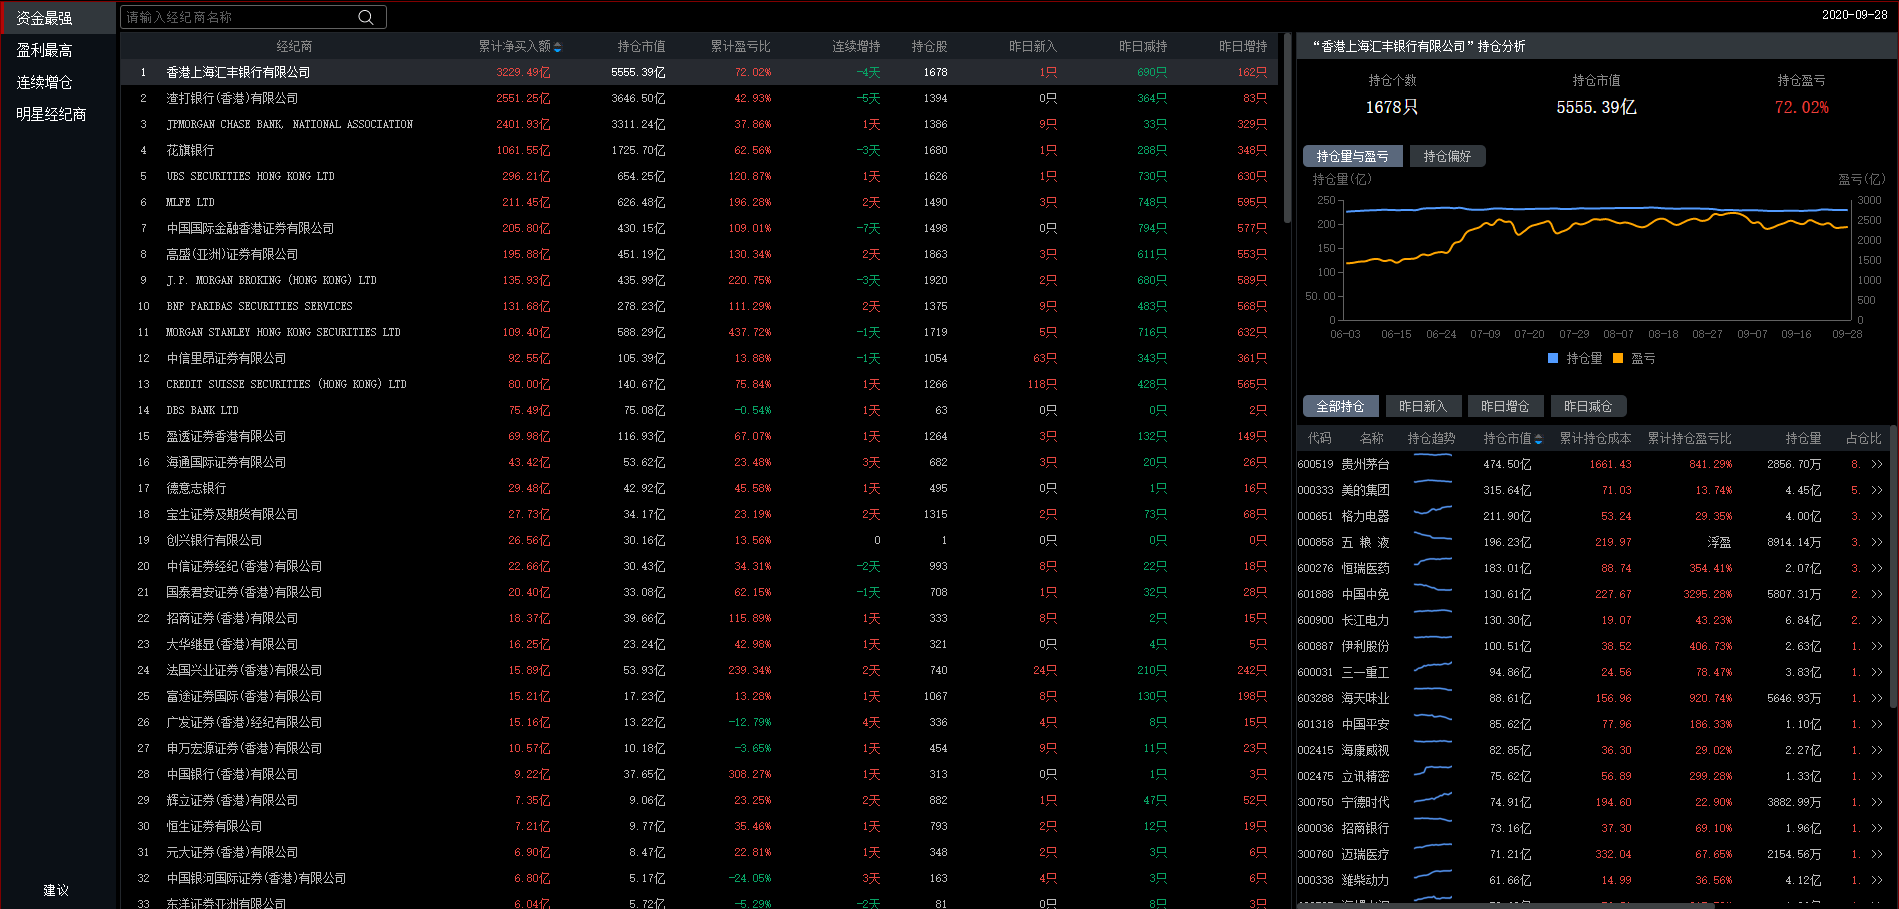 资金最强
盈利最高
连续增仓
明星经纪商
建议
请输入经纪商名称
2020-09-28
经纪商 累计净买入额 持仓市值 累计盈亏比 连续增持 持仓股 昨日新入 昨日减持 昨日增持
1 香港上海汇丰银行有限公司 3229.49亿 5555.39亿 72.02% -4天 1678 1只 690只 162只
2 渣打银行(香港)有限公司 2551.25亿 3646.50亿 42.93% -5天 1394 0只 364只 83只
3 JPMORGAN CHASE BANK, NATIONAL ASSOCIATION 2401.93亿 3311.24亿 37.86% 1天 1386 9只 33只 329只
4 花旗银行 1061.55亿 1725.70亿 62.56% -3天 1680 1只 288只 348只
5 UBS SECURITIES HONG KONG LTD 296.21亿 654.25亿 120.87% 1天 1626 1只 730只 630只
6 MLFE LTD 211.45亿 626.48亿 196.28% 2天 1490 3只 748只 595只
7 中国国际金融香港证券有限公司 205.80亿 430.15亿 109.01% -7天 1498 0只 794只 577只
8 高盛(亚洲)证券有限公司 195.88亿 451.19亿 130.34% 2天 1863 3只 611只 553只
9 J.P. MORGAN BROKING (HONG KONG) LTD 135.93亿 435.99亿 220.75% -3天 1920 2只 680只 589只
10 BNP PARIBAS SECURITIES SERVICES 131.68亿 278.23亿 111.29% 2天 1375 9只 483只 568只
11 MORGAN STANLEY HONG KONG SECURITIES LTD 109.40亿 588.29亿 437.72% -1天 1719 5只 716只 632只
12 中信里昂证券有限公司 92.55亿 105.39亿 13.88% -1天 1054 63只 343只 361只
13 CREDIT SUISSE SECURITIES (HONG KONG) LTD 80.00亿 140.67亿 75.84% 1天 1266 118只 428只 565只
14 DBS BANK LTD 75.49亿 75.08亿 -0.54% 1天 63 0只 0只 2只
15 盈透证券香港有限公司 69.98亿 116.93亿 67.07% 1天 1264 3只 132只 149只
16 海通国际证券有限公司 43.42亿 53.62亿 23.48% 3天 682 3只 20只 26只
17 德意志银行 29.48亿 42.92亿 45.58% 1天 495 0只 1只 16只
18 宝生证券及期货有限公司 27.73亿 34.17亿 23.19% 2天 1315 2只 73只 68只
19 创兴银行有限公司 26.56亿 30.16亿 13.56% 0 1 0只 0只 0只
20 中信证券经纪(香港)有限公司 22.66亿 30.43亿 34.31% -2天 993 8只 22只 18只
21 国泰君安证券(香港)有限公司 20.40亿 33.08亿 62.15% -1天 708 1只 32只 28只
22 招商证券(香港)有限公司 18.37亿 39.66亿 115.89% 1天 333 8只 2只 15只
23 大华继显(香港)有限公司 16.25亿 23.24亿 42.98% 1天 321 0只 4只 5只
24 法国兴业证券(香港)有限公司 15.89亿 53.93亿 239.34% 2天 740 24只 210只 242只
25 富途证券国际(香港)有限公司 15.21亿 17.23亿 13.28% 1天 1067 8只 130只 198只
26 广发证券(香港)经纪有限公司 15.16亿 13.22亿 -12.79% 4天 336 4只 8只 15只
27 申万宏源证券(香港)有限公司 10.57亿 10.18亿 -3.65% 1天 454 9只 11只 23只
28 中国银行(香港)有限公司 9.22亿 37.65亿 308.27% 1天 313 0只 1只 3只
29 辉立证券(香港)有限公司 7.35亿 9.06亿 23.25% 2天 882 1只 47只 52只
30 恒生证券有限公司 7.21亿 9.77亿 35.46% 1天 793 2只 12只 19只
31 元大证券(香港)有限公司 6.90亿 8.47亿 22.81% 1天 348 2只 3只 6只
32 中国银河国际证券(香港)有限公司 6.80亿 5.17亿 -24.05% 3天 163 4只 3只 6只
33 东洋证券亚洲有限公司 6.04亿 5.72亿 -5.29% -2天 81 0只 8只 3只
“香港上海汇丰银行有限公司”持仓分析
持仓个数 持仓市值 持仓盈亏
1678只 5555.39亿 72.02%
持仓量与盈亏 持仓偏好
持仓量(亿) 盈亏(亿)
250 3000
200 2500
2000
150 1500
100 1000
50.00 500
0 0
06-03 06-15 06-24 07-09 07-20 07-29 08-07 08-18 08-27 09-07 09-16 09-28
持仓量 盈亏
全部持仓 昨日新入 昨日增仓 昨日减仓
代码 名称 持仓趋势 持仓市值 累计持仓成本 累计持仓盈亏比 持仓量 占仓比
600519 贵州茅台 474.50亿 1661.43 841.29% 2856.70万 8. >>
000333 美的集团 315.64亿 71.03 13.74% 4.45亿 5. >>
000651 格力电器 211.90亿 53.24 29.35% 4.00亿 3. >>
000858 五 粮 液 196.23亿 219.97 浮盈 8914.14万 3. >>
600276 恒瑞医药 183.01亿 88.74 354.41% 2.07亿 3. >>
601888 中国中免 130.61亿 227.67 3295.28% 5807.31万 2. >>
600900 长江电力 130.30亿 19.07 43.23% 6.84亿 2. >>
600887 伊利股份 100.51亿 38.52 406.73% 2.63亿 1. >>
600031 三一重工 94.86亿 24.56 78.47% 3.83亿 1. >>
603288 海天味业 88.61亿 156.96 920.74% 5646.93万 1. >>
601318 中国平安 85.62亿 77.96 186.33% 1.10亿 1. >>
002415 海康威视 82.85亿 36.30 29.02% 2.27亿 1. >>
002475 立讯精密 75.62亿 56.89 299.28% 1.33亿 1. >>
300750 宁德时代 74.91亿 194.60 22.90% 3882.99万 1. >>
600036 招商银行 73.16亿 37.30 69.10% 1.96亿 1. >>
300760 迈瑞医疗 71.21亿 332.04 67.65% 2154.56万 1. >>
000338 潍柴动力 61.66亿 14.99 36.56% 4.12亿 1. >>